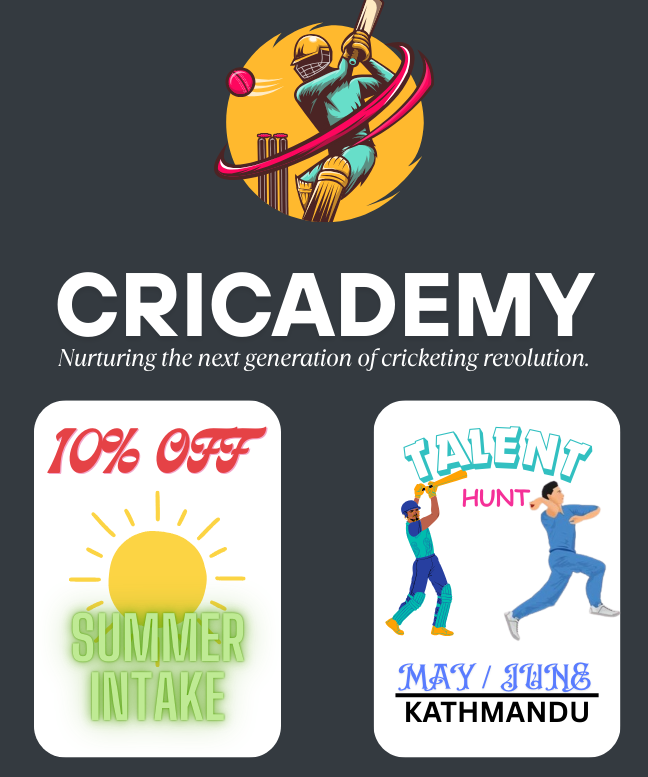 CRICADEMY
Nurturing the next generation of cricketing revolution.
10% OFF
SUMMER
INTAKE
TALENT
HUNT
MAY / JUNE
KATHMANDU